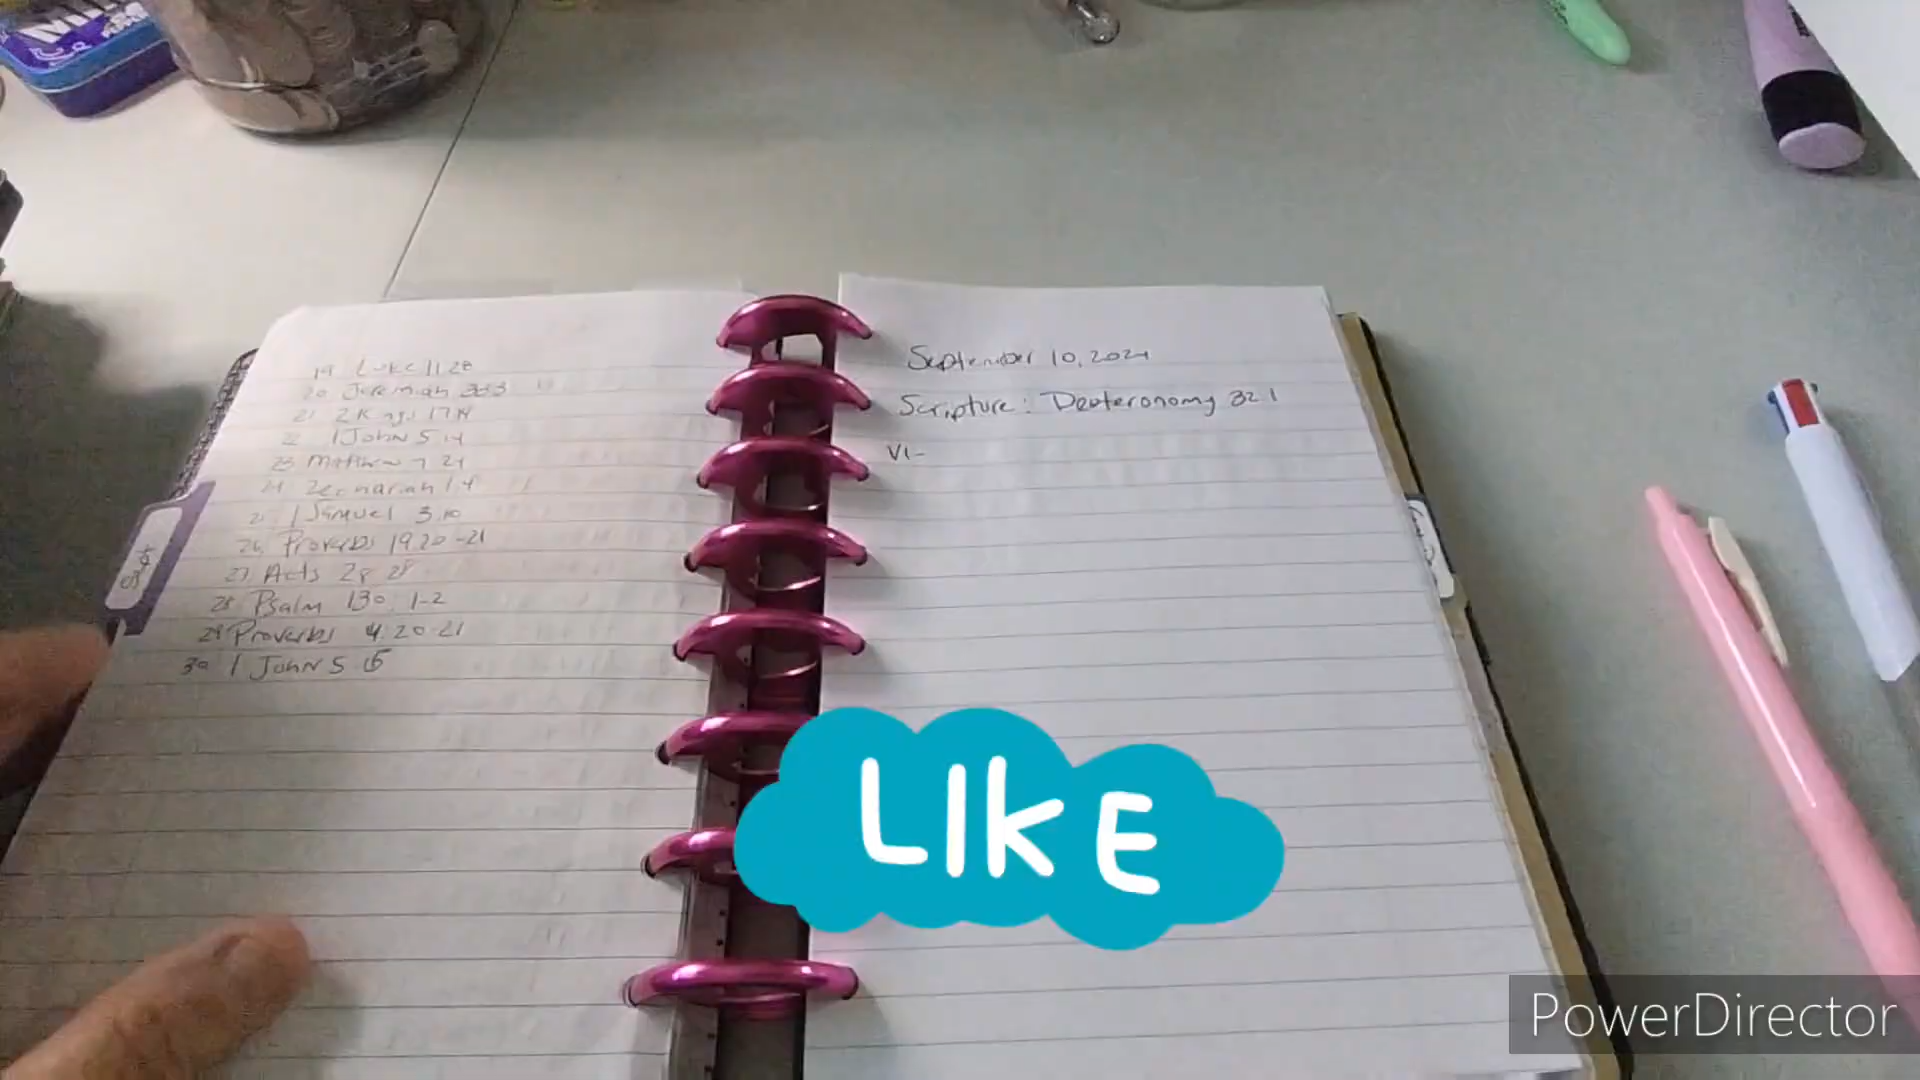 19 Luke 11 28
20 Jeremiah 33 3
21 2 Kings 17 14
22 1 John 5 14
23 Matthew 7 24
24 Zechariah 1 4
25 1 Samuel 3 10
26 Proverbs 19 20-21
27 Acts 28 28
28 Psalm 130: 1-2
29 Proverbs 4:20-21
30 1 John 5 15
Sept
September 10, 2024
Scripture: Deuteronomy 32 1
V1-
LIKE
PowerDirector